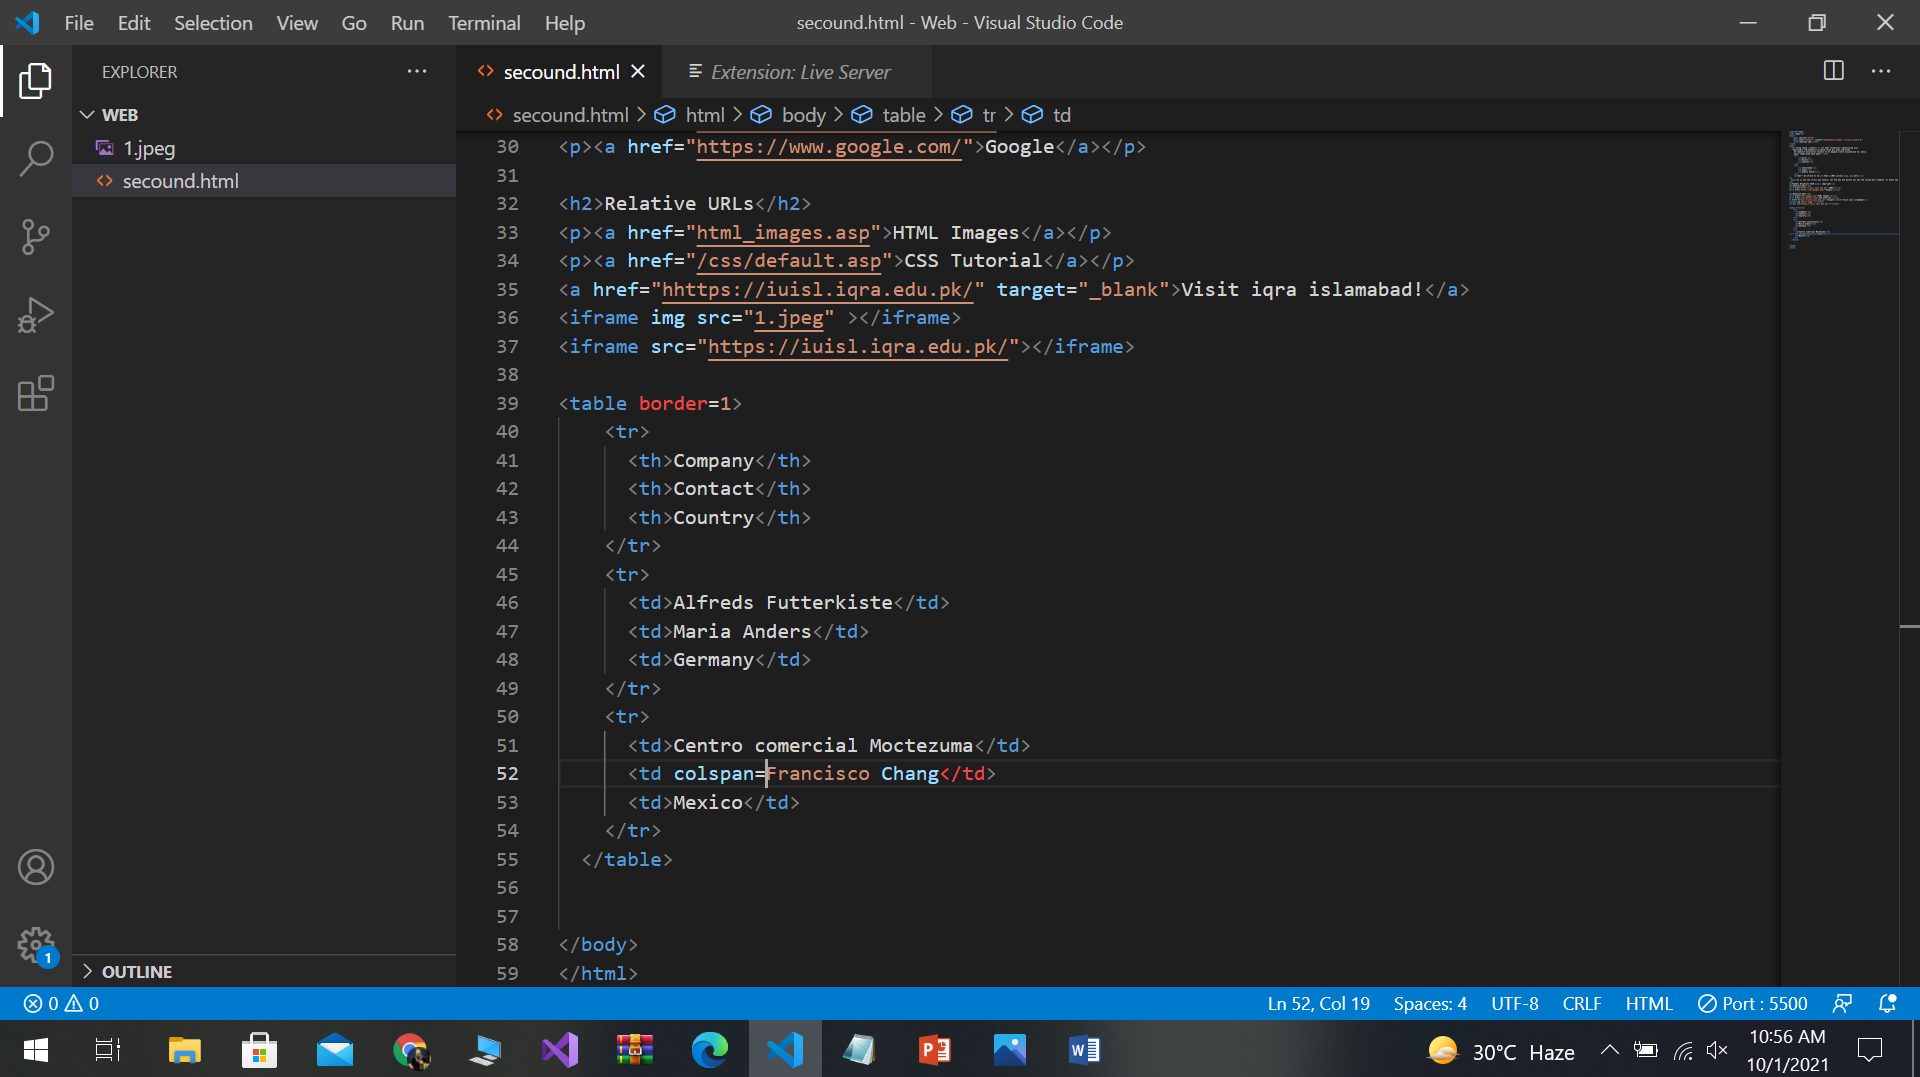 File Edit Selection View Go Run Terminal Help
secound.html - Web - Visual Studio Code
EXPLORER
WEB
1.jpeg
secound.html
OUTLINE
secound.html
Extension: Live Server
secound.html > html > body > table > tr > td
30 <p><a href="https://www.google.com/">Google</a></p>
31
32 <h2>Relative URLs</h2>
33 <p><a href="html_images.asp">HTML Images</a></p>
34 <p><a href="/css/default.asp">CSS Tutorial</a></p>
35 <a href="hhttps://iuisl.iqra.edu.pk/" target="_blank">Visit iqra islamabad!</a>
36 <iframe img src="1.jpeg" ></iframe>
37 <iframe src="https://iuisl.iqra.edu.pk/"></iframe>
38
39 <table border=1>
40 <tr>
41 <th>Company</th>
42 <th>Contact</th>
43 <th>Country</th>
44 </tr>
45 <tr>
46 <td>Alfreds Futterkiste</td>
47 <td>Maria Anders</td>
48 <td>Germany</td>
49 </tr>
50 <tr>
51 <td>Centro comercial Moctezuma</td>
52 <td colspan=Francisco Chang</td>
53 <td>Mexico</td>
54 </tr>
55 </table>
56
57
58 </body>
59 </html>
1
0 0
Ln 52, Col 19 Spaces: 4 UTF-8 CRLF HTML Port : 5500
30°C Haze
10:56 AM
10/1/2021